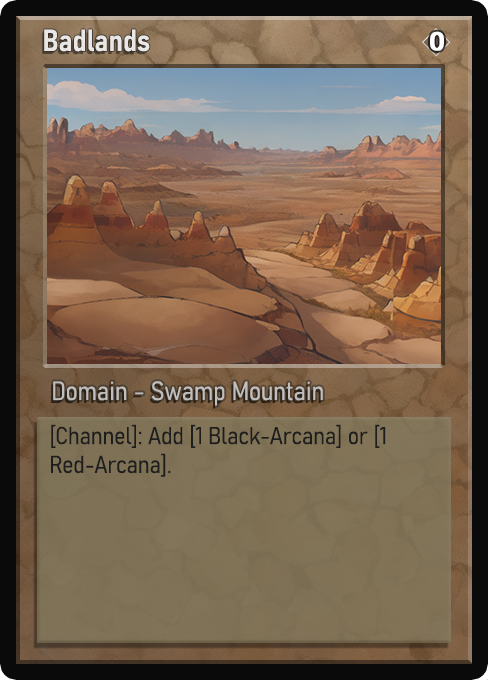 Badlands
0
Domain - Swamp Mountain
[Channel]: Add [1 Black-Arcana] or [1
Red-Arcana].